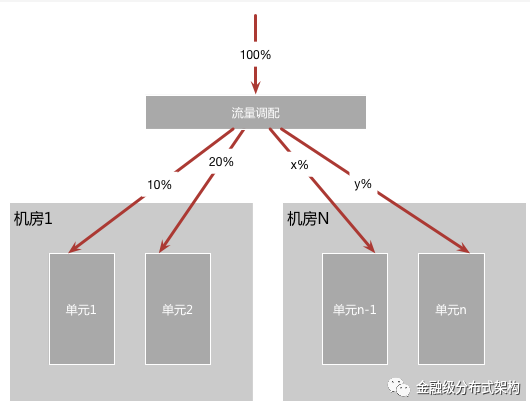 100%
流量调配
10%
20%
x%
y%
机房1
机房N
单元1
单元2
单元n-1
单元n
金融级分布式架构